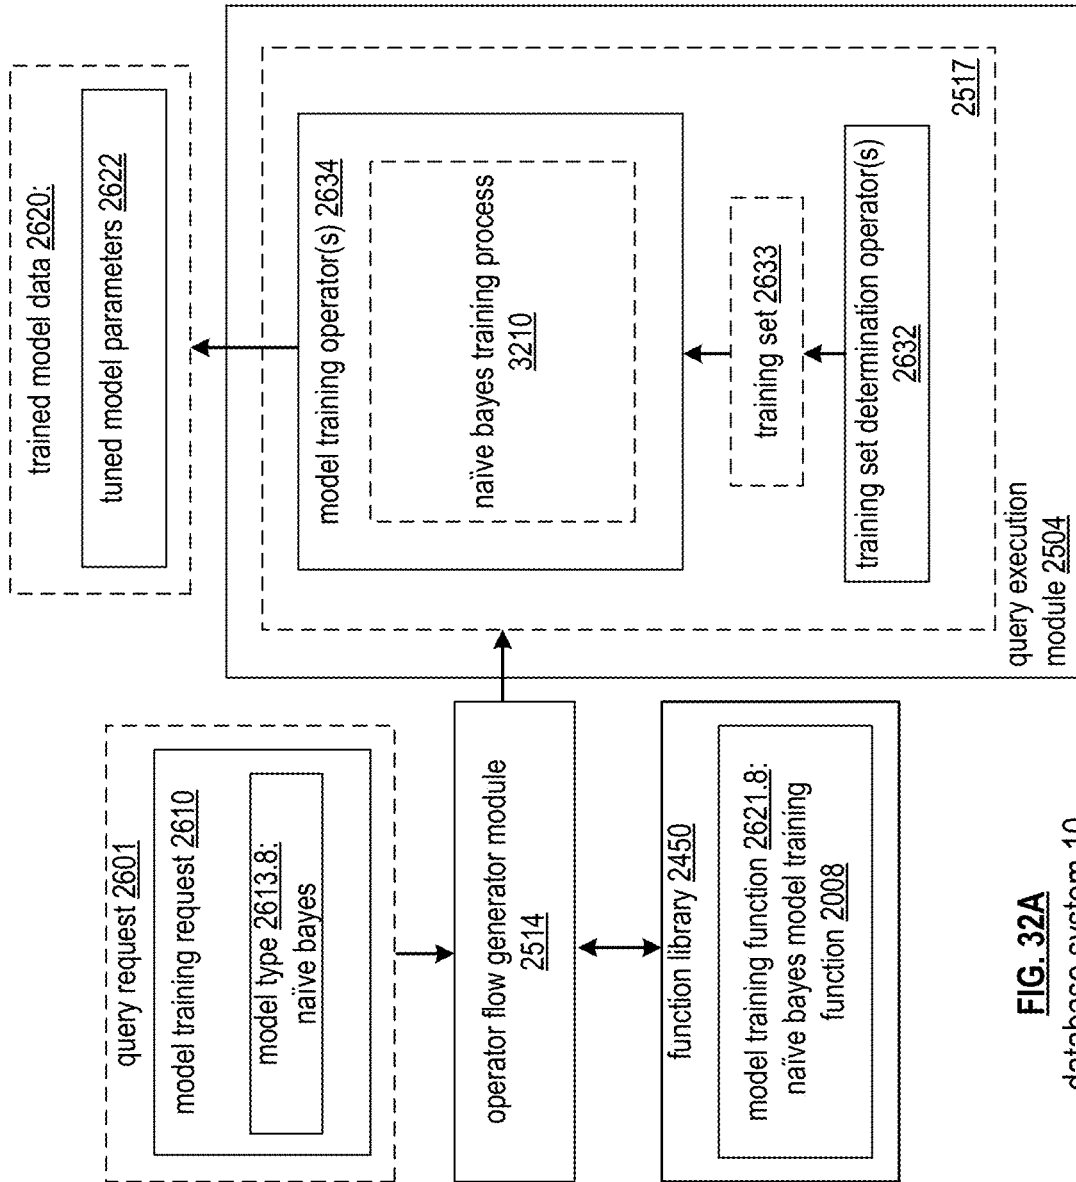 query request 2601
model training request 2610
model type 2613.8:
naïve bayes
operator flow generator module
2514
function library 2450
model training function 2621.8:
naïve bayes model training
function 2008
trained model data 2620:
tuned model parameters 2622
model training operator(s) 2634
naïve bayes training process
3210
training set 2633
training set determination operator(s)
2632
2517
query execution
module 2504
FIG. 32A
database system 10